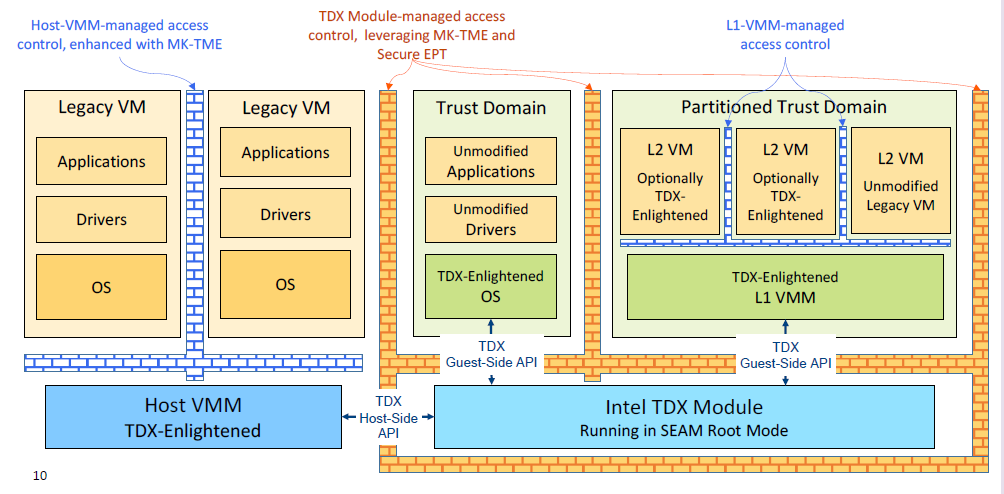 Host-VMM-managed access
control, enhanced with MK-TME
TDX Module-managed access
control, leveraging MK-TME and
Secure EPT
L1-VMM-managed
access control
Legacy VM
Applications
Drivers
OS
Legacy VM
Applications
Drivers
OS
Trust Domain
Unmodified
Applications
Unmodified
Drivers
TDX-Enlightened
OS
Partitioned Trust Domain
L2 VM
Optionally
TDX-
Enlightened
L2 VM
Optionally
TDX-
Enlightened
L2 VM
Unmodified
Legacy VM
TDX-Enlightened
L1 VMM
TDX
Guest-Side API
TDX
Guest-Side API
Host VMM
TDX-Enlightened
TDX
Host-Side
API
Intel TDX Module
Running in SEAM Root Mode
10